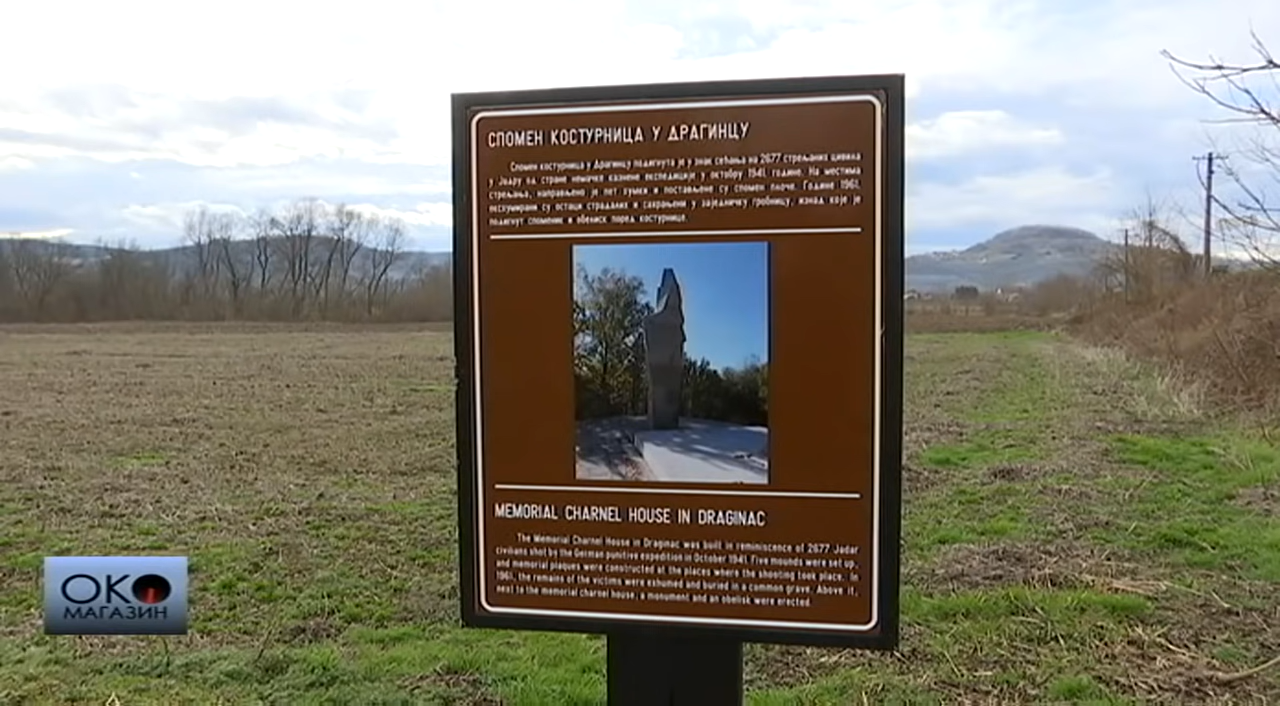 СПОМЕН КОСТУРНИЦА У ДРАГИНЦУ
Спомен костурница у Драгинцу подигнута је у знак сећања на 2677 стрељаних цивила
у Јадру од стране немачке казнене експедиције у октобру 1941. године. На местима
стрељања, направљено је пет хумки и постављене су спомен плоче. Године 1961.
ексхумирани су остаци страдалих и сахрањени у заједничку гробницу, изнад које је
подигнут споменик и обелиск поред костурнице.
MEMORIAL CHARNEL HOUSE IN DRAGINAC
The Memorial Charnel House in Draginac was built in reminiscence of 2677 Jadar
civilians shot by the German punitive expedition in October 1941. Five mounds were set up,
and memorial plaques were constructed at the places where the shooting took place. In
1961, the remains of the victims were exhumed and buried in a common grave. Above it,
next to the memorial charnel house, a monument and an obelisk were erected.
ОКО
МАГАЗИН